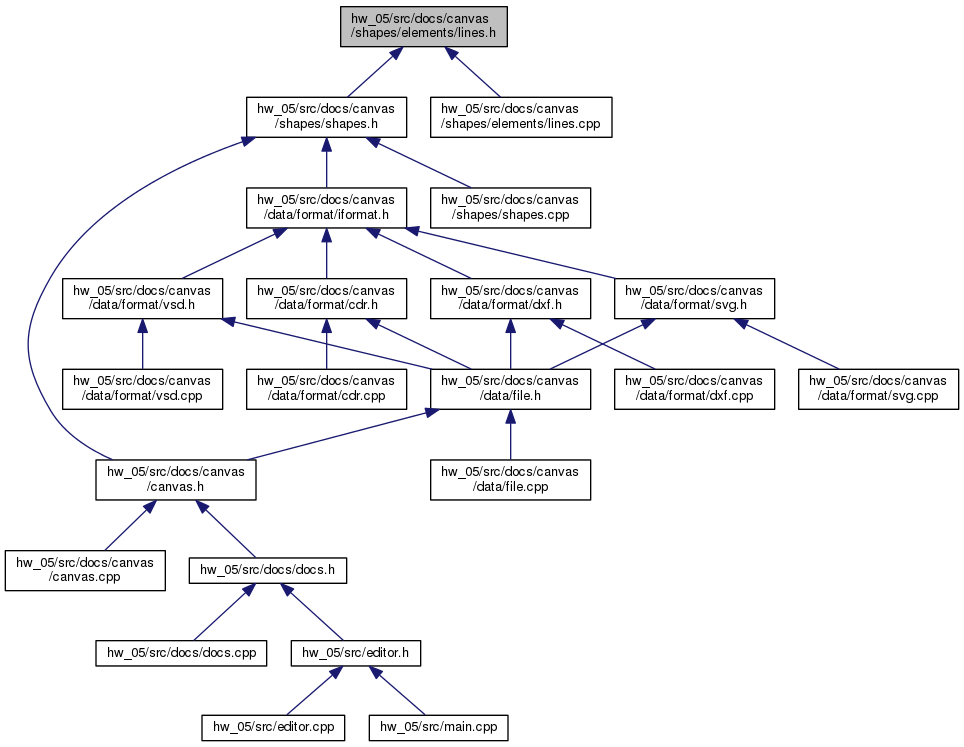 hw_05/src/docs/canvas
/shapes/elements/lines.h
hw_05/src/docs/canvas
/shapes/shapes.h
hw_05/src/docs/canvas
/shapes/elements/lines.cpp
hw_05/src/docs/canvas
/data/format/iformat.h
hw_05/src/docs/canvas
/shapes/shapes.cpp
hw_05/src/docs/canvas
/data/format/vsd.h
hw_05/src/docs/canvas
/data/format/cdr.h
hw_05/src/docs/canvas
/data/format/dxf.h
hw_05/src/docs/canvas
/data/format/svg.h
hw_05/src/docs/canvas
/data/format/vsd.cpp
hw_05/src/docs/canvas
/data/format/cdr.cpp
hw_05/src/docs/canvas
/data/file.h
hw_05/src/docs/canvas
/data/format/dxf.cpp
hw_05/src/docs/canvas
/data/format/svg.cpp
hw_05/src/docs/canvas
/canvas.h
hw_05/src/docs/canvas
/data/file.cpp
hw_05/src/docs/canvas
/canvas.cpp
hw_05/src/docs/docs.h
hw_05/src/docs/docs.cpp
hw_05/src/editor.h
hw_05/src/editor.cpp
hw_05/src/main.cpp